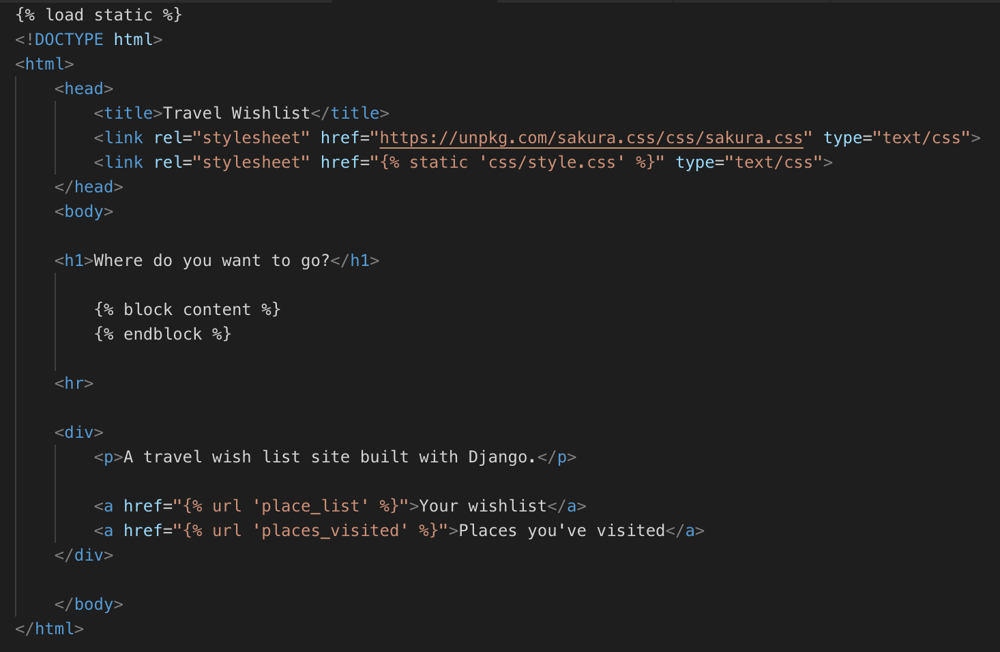 {% load static %}
<!DOCTYPE html>
<html>
<head>
<title>Travel Wishlist</title>
<link rel="stylesheet" href="https://unpkg.com/sakura.css/css/sakura.css" type="text/css">
<link rel="stylesheet" href="{% static 'css/style.css' %}" type="text/css">
</head>
<body>
<h1>Where do you want to go?</h1>
{% block content %}
{% endblock %}
<hr>
<div>
<p>A travel wish list site built with Django.</p>
<a href="{% url 'place_list' %}">Your wishlist</a>
<a href="{% url 'places_visited' %}">Places you've visited</a>
</div>
</body>
</html>